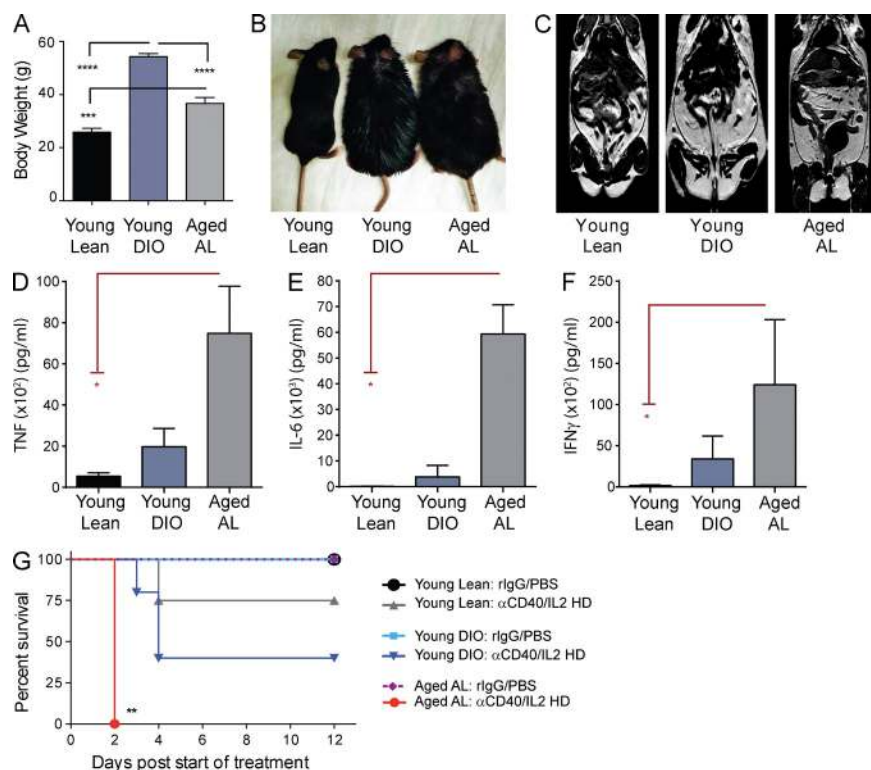 A
Body Weight (g)
60
40
20
0
****
****
***
Young Lean
Young DIO
Aged AL
B
Young Lean
Young DIO
Aged AL
C
Young Lean
Young DIO
Aged AL
D
TNF (x10²) (pg/ml)
100
80
60
40
20
0
*
Young Lean
Young DIO
Aged AL
E
IL-6 (x10³) (pg/ml)
80
70
60
50
40
30
20
10
0
*
Young Lean
Young DIO
Aged AL
F
IFNγ (x10²) (pg/ml)
250
200
150
100
50
0
*
Young Lean
Young DIO
Aged AL
G
Percent survival
100
75
50
25
0
**
0 2 4 6 8 10 12
Days post start of treatment
Young Lean: rIgG/PBS
Young Lean: αCD40/IL2 HD
Young DIO: rIgG/PBS
Young DIO: αCD40/IL2 HD
Aged AL: rIgG/PBS
Aged AL: αCD40/IL2 HD